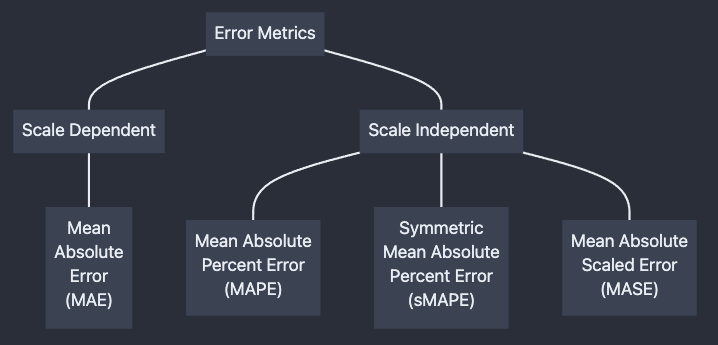 Error Metrics
Scale Dependent
Scale Independent
Mean
Absolute
Error
(MAE)
Mean Absolute
Percent Error
(MAPE)
Symmetric
Mean Absolute
Percent Error
(sMAPE)
Mean Absolute
Scaled Error
(MASE)